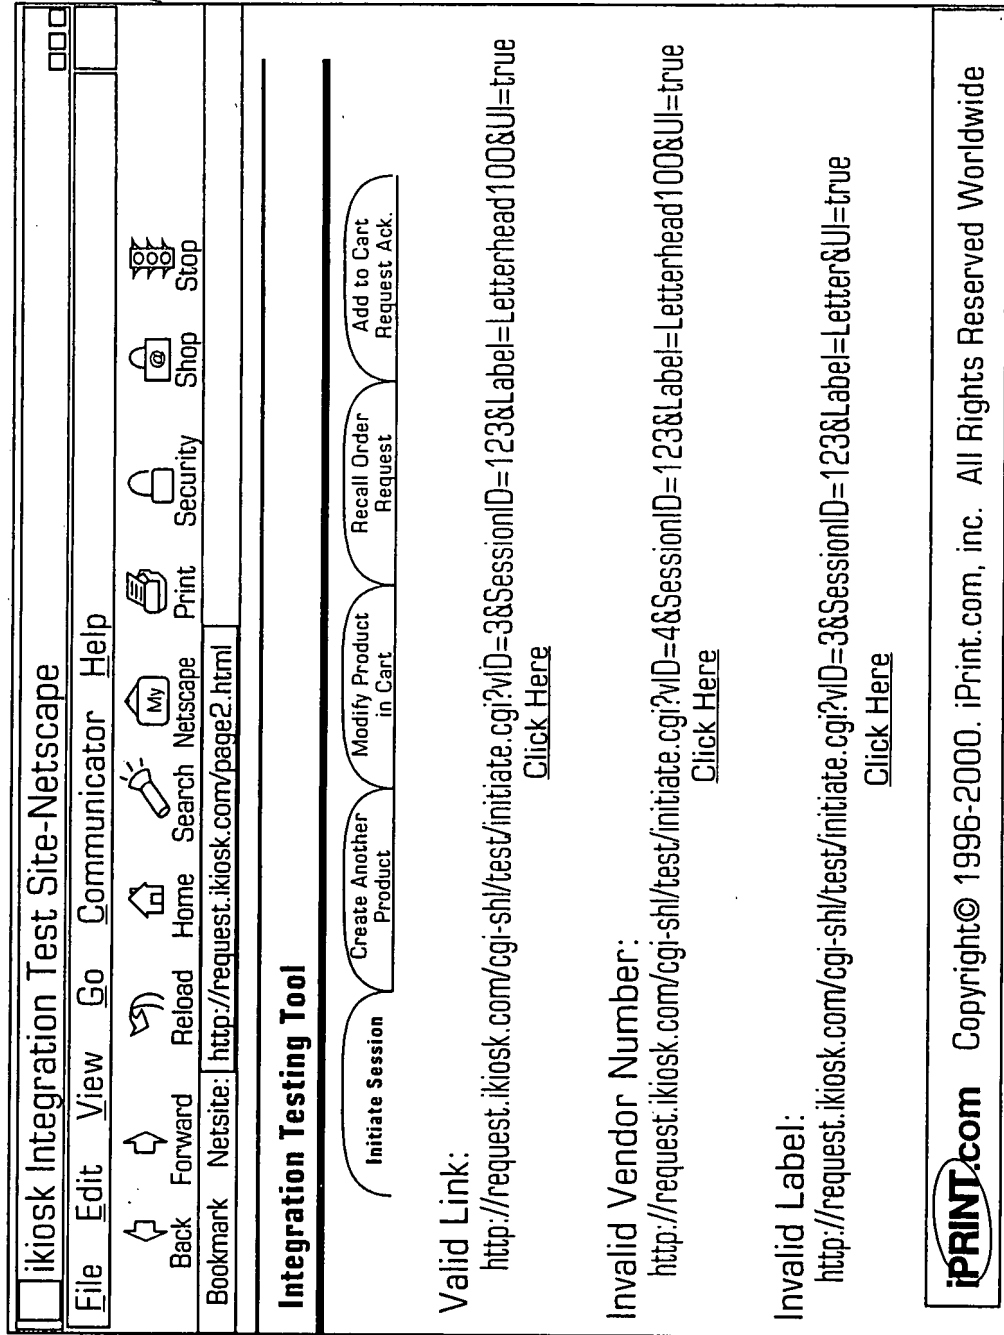 ikiosk Integration Test Site-Netscape
File Edit View Go Communicator Help
Back Forward Reload Home Search Netscape Print Security Shop Stop
My
@
Bookmark Netsite: http://request.ikiosk.com/page2.html
Integration Testing Tool
Initiate Session
Create Another
Product
Modify Product
in Cart
Recall Order
Request
Add to Cart
Request Ack.
Valid Link:
http://request.ikiosk.com/cgi-shl/test/initiate.cgi?vID=3&SessionID=123&Label=Letterhead100&UI=true
Click Here
Invalid Vendor Number:
http://request.ikiosk.com/cgi-shl/test/initiate.cgi?vID=4&SessionID=123&Label=Letterhead100&UI=true
Click Here
Invalid Label:
http://request.ikiosk.com/cgi-shl/test/initiate.cgi?vID=3&SessionID=123&Label=Letter&UI=true
Click Here
iPRINT.com Copyright© 1996-2000. iPrint.com, inc. All Rights Reserved Worldwide